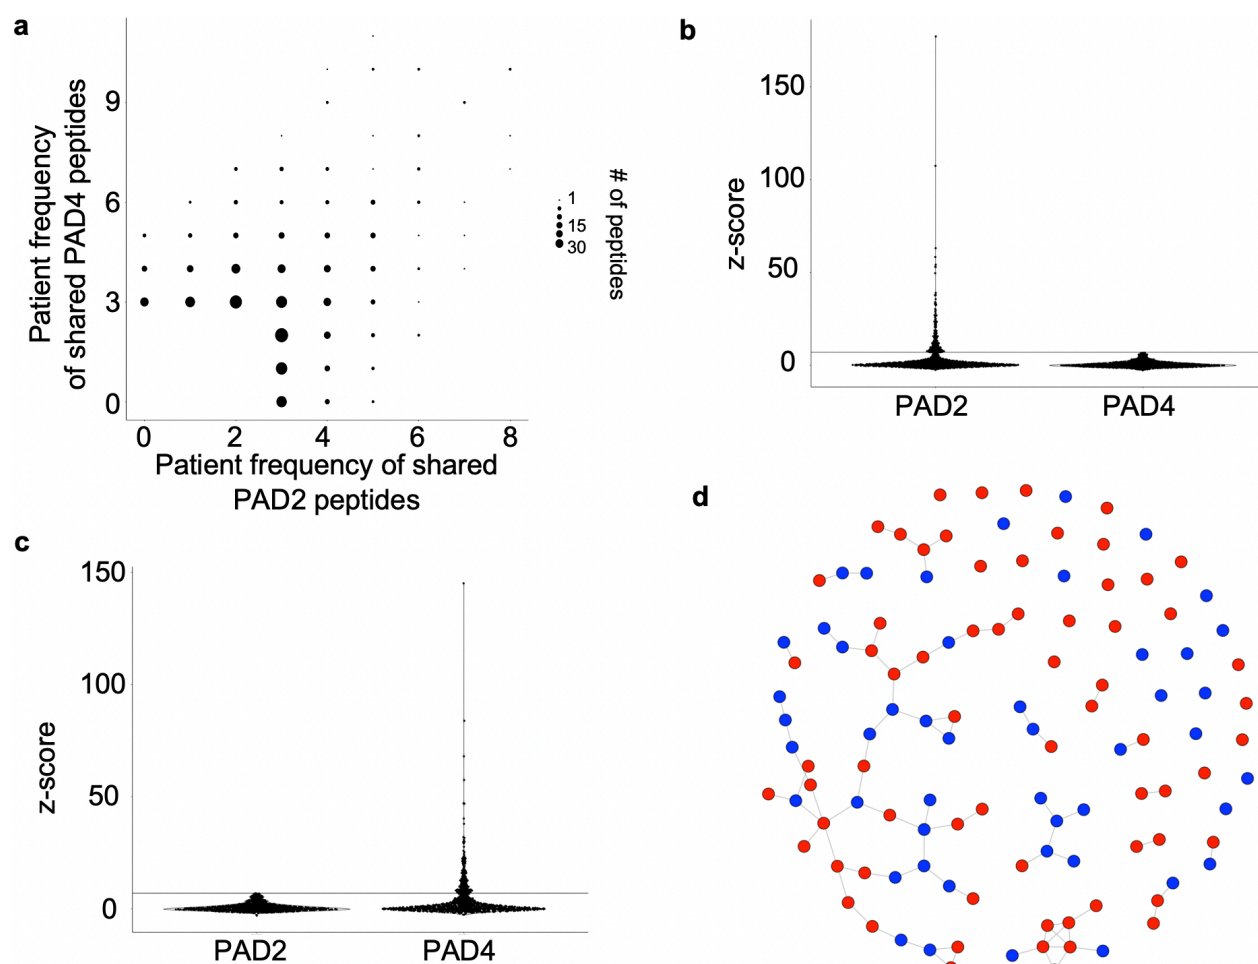 a
Patient frequency
of shared PAD4 peptides
9
6
3
0
0 2 4 6 8
Patient frequency of shared
PAD2 peptides
1
15
30
# of peptides
b
z-score
150
100
50
0
PAD2 PAD4
c
z-score
150
100
50
0
PAD2 PAD4
d